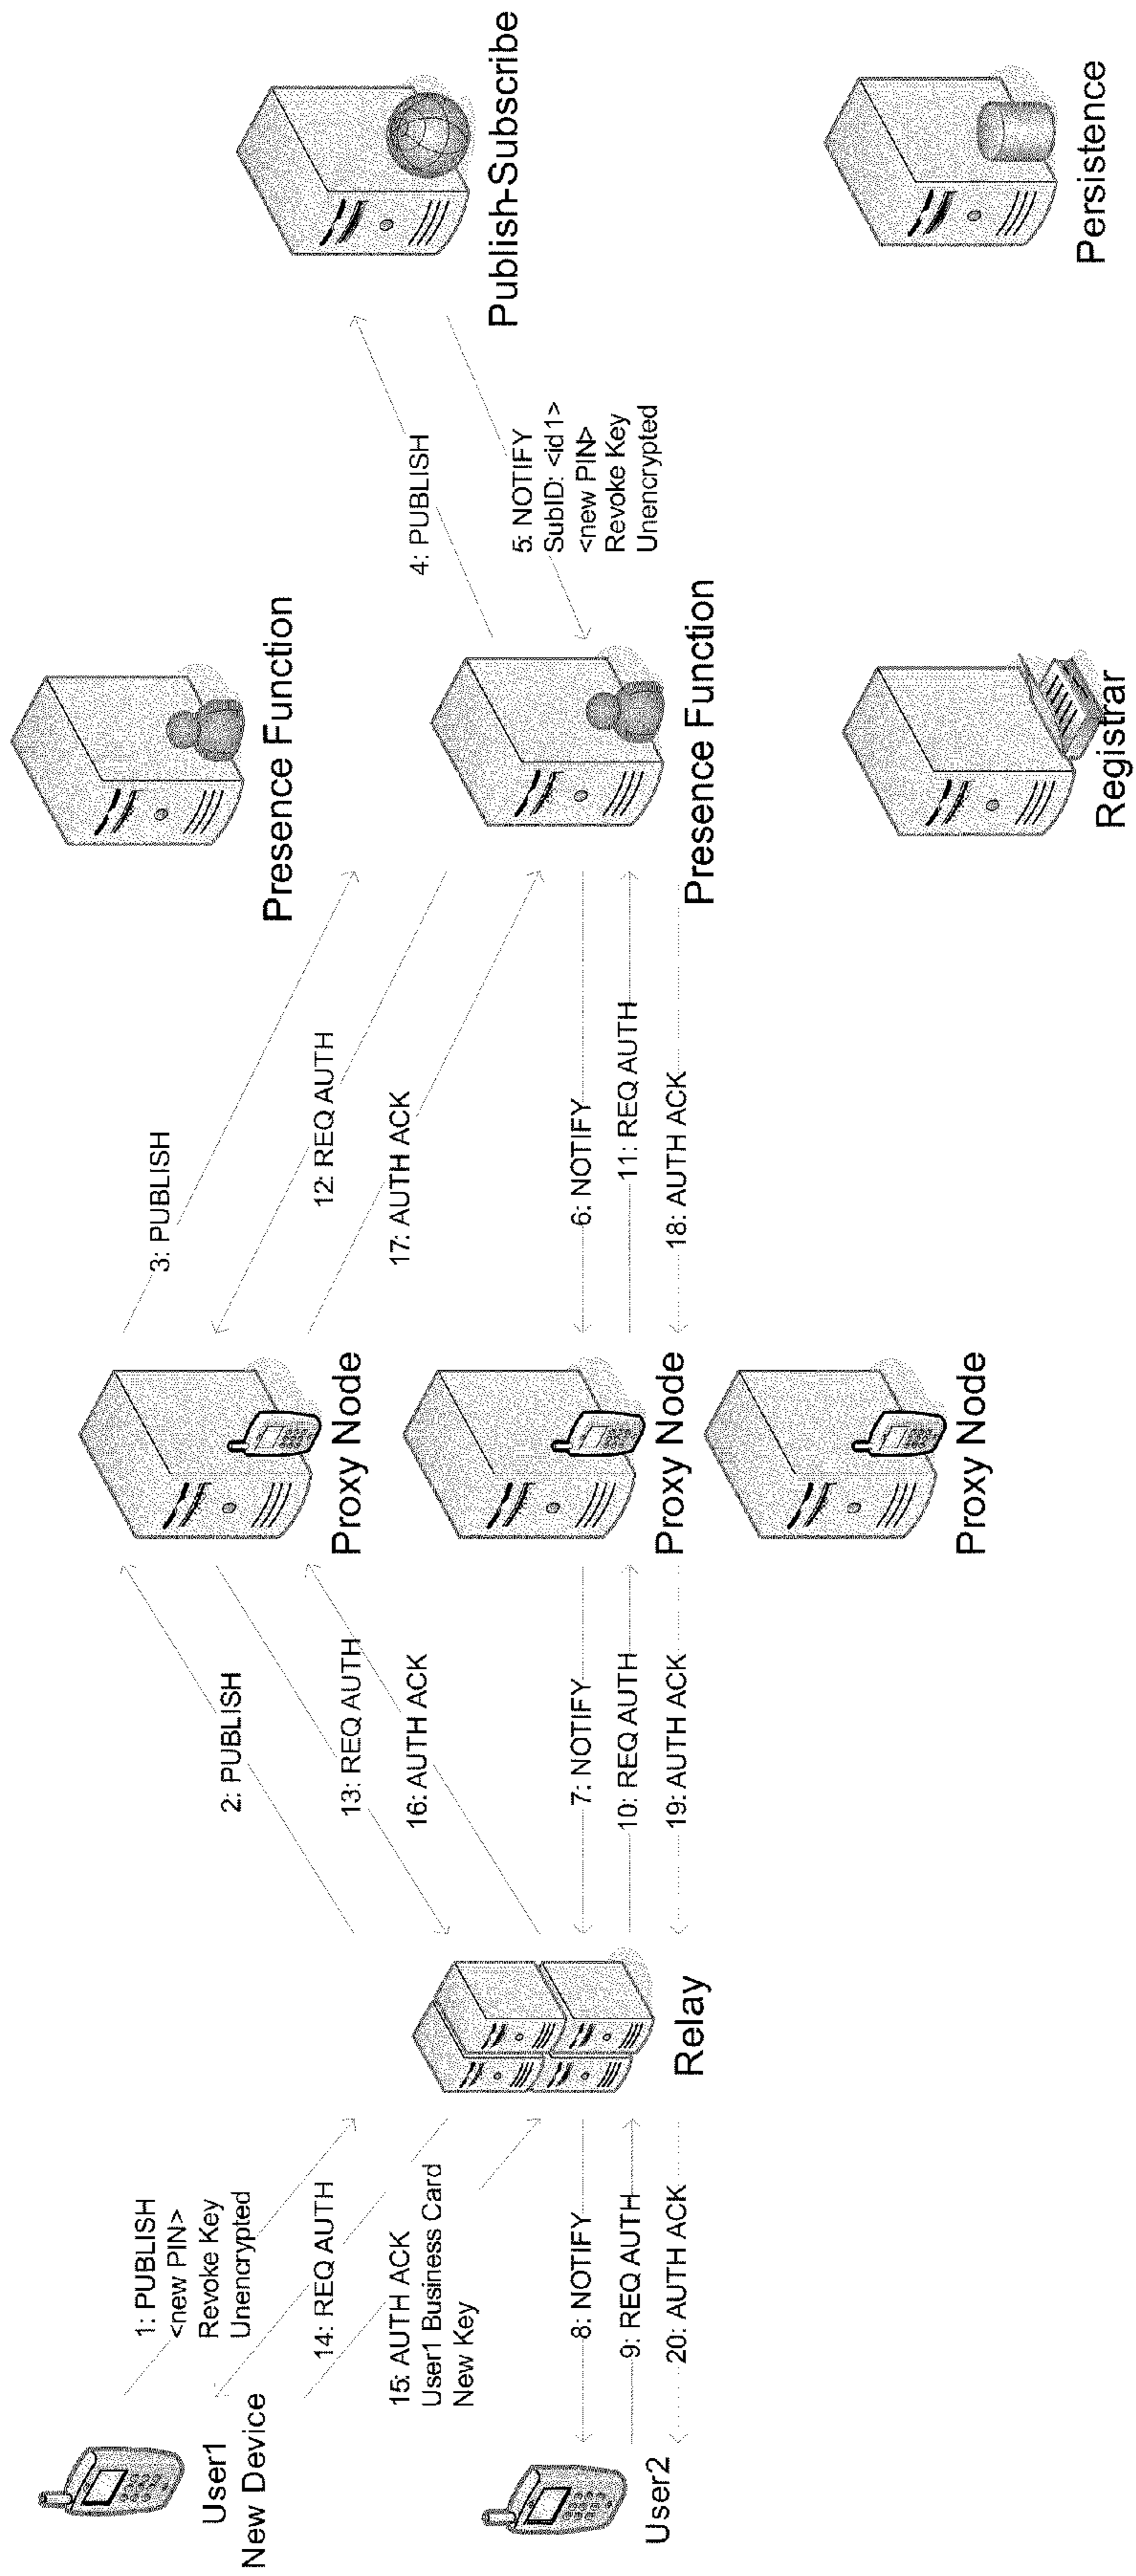 1: PUBLISH
<new PIN>
Revoke Key
Unencrypted
14: REQ AUTH
15: AUTH ACK
User1 Business Card
New Key
User1
New Device
8: NOTIFY
9: REQ AUTH
20: AUTH ACK
User2
Relay
2: PUBLISH
13: REQ AUTH
16: AUTH ACK
7: NOTIFY
10: REQ AUTH
19: AUTH ACK
Proxy Node
Proxy Node
Proxy Node
3: PUBLISH
12: REQ AUTH
17: AUTH ACK
6: NOTIFY
11: REQ AUTH
18: AUTH ACK
Presence Function
Presence Function
Registrar
4: PUBLISH
5: NOTIFY
SubID: <id1>
<new PIN>
Revoke Key
Unencrypted
Publish-Subscribe
Persistence